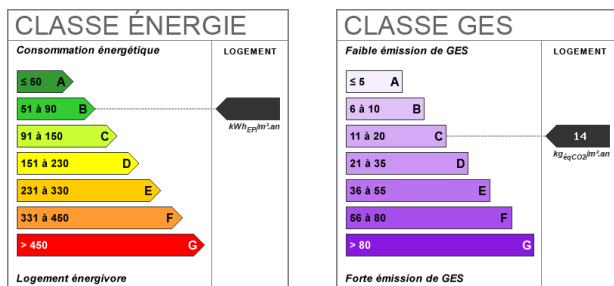 CLASSE ÉNERGIE
Consommation énergétique
LOGEMENT
≤ 50 A
51 à 90 B
kWhEP/m².an
91 à 150 C
151 à 230 D
231 à 330 E
331 à 450 F
> 450 G
Logement énergivore
CLASSE GES
Faible émission de GES
LOGEMENT
≤ 5 A
6 à 10 B
11 à 20 C
14
kgéqCO2/m².an
21 à 35 D
36 à 55 E
56 à 80 F
> 80 G
Forte émission de GES